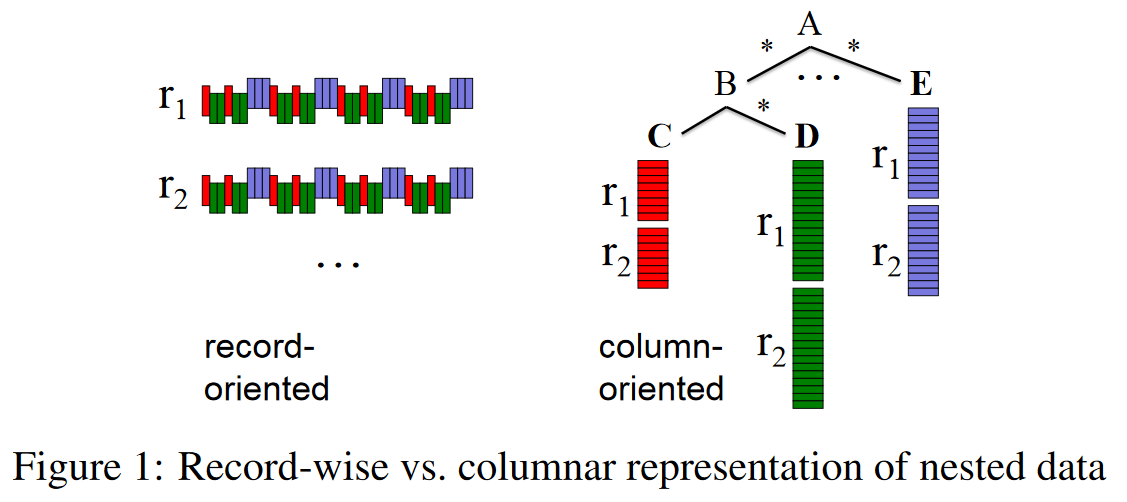 r1
r2
...
record-
oriented
A
* *
B ... E
*
C D
r1
r2
r1
r2
r1
r2
column-
oriented
Figure 1: Record-wise vs. columnar representation of nested data